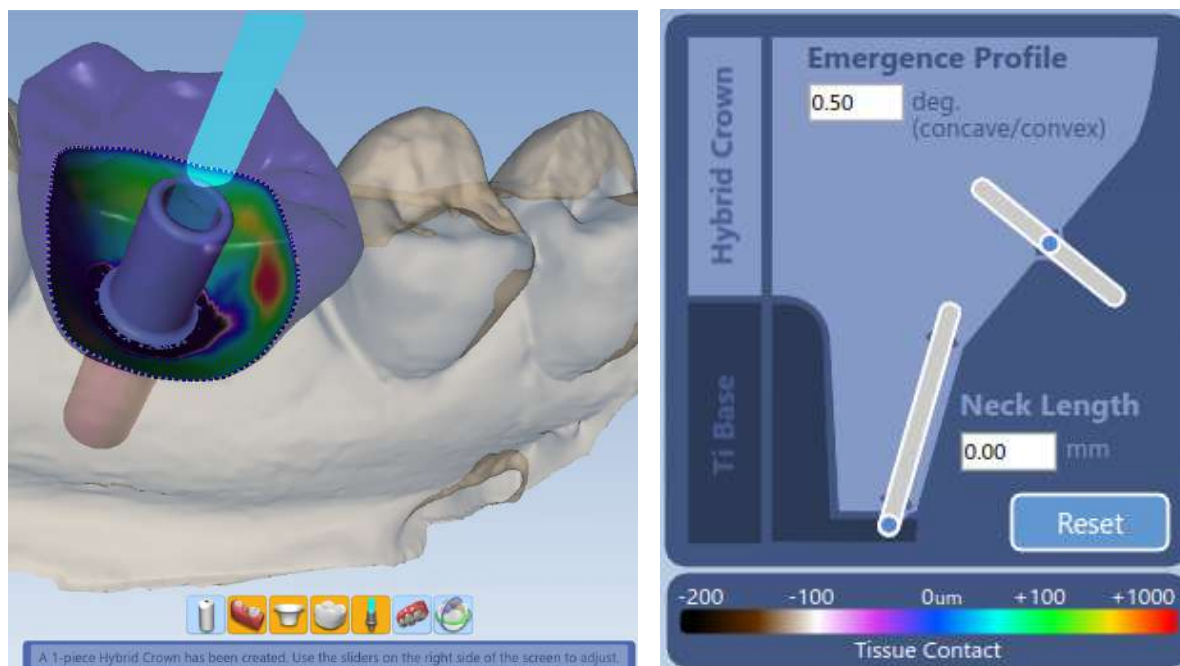 A 1-piece Hybrid Crown has been created. Use the sliders on the right side of the screen to adjust.
Hybrid Crown
Ti Base
Emergence Profile
0.50 deg.
(concave/convex)
Neck Length
0.00 mm
Reset
-200 -100 0um +100 +1000
Tissue Contact